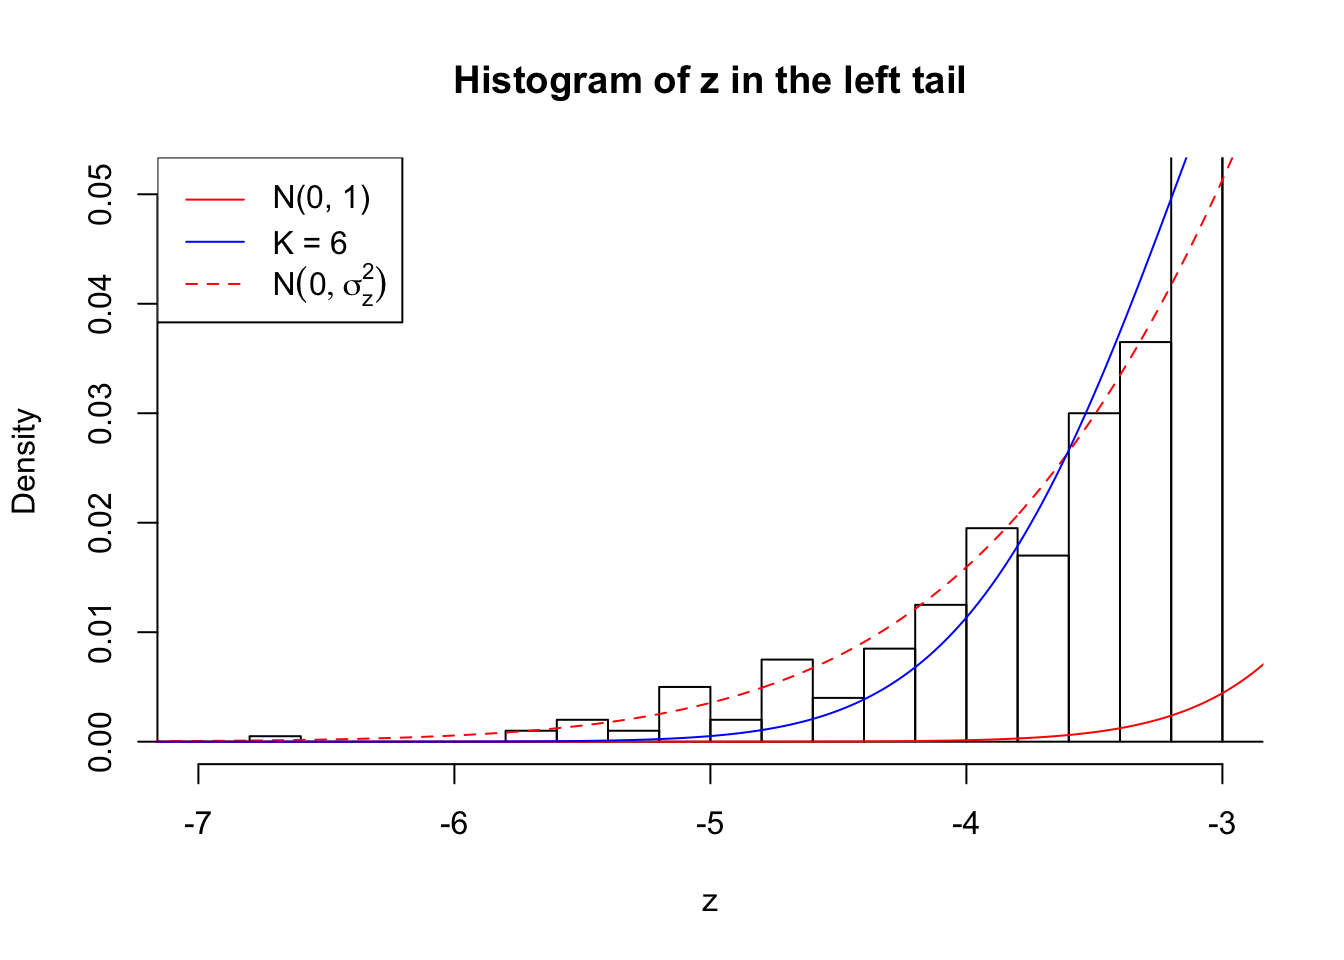 Histogram of z in the left tail
N(0, 1)
K = 6
N(0, σ_z^2)
Density
0.05
0.04
0.03
0.02
0.01
0.00
-7 -6 -5 -4 -3
z